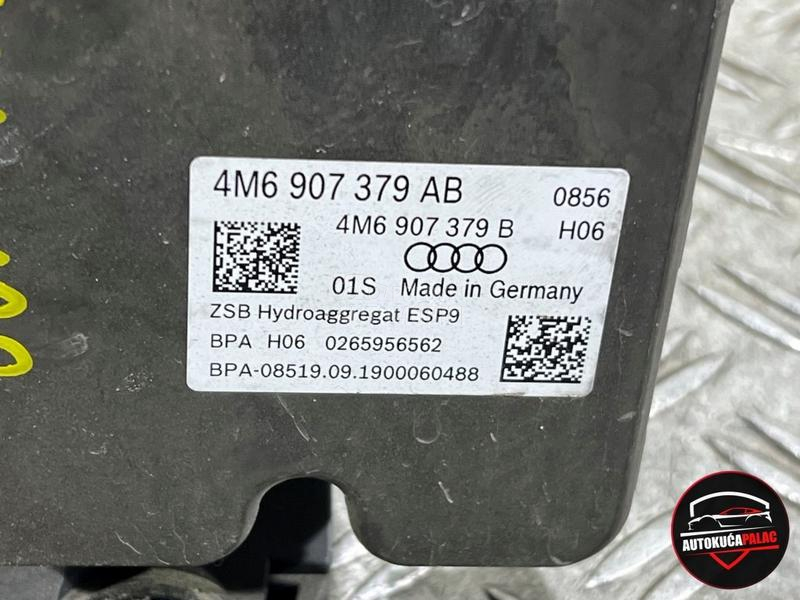 4M6 907 379 AB 0856
4M6 907 379 B H06
01S Made in Germany
ZSB Hydroaggregat ESP9
BPA H06 0265956562
BPA-08519.09.1900060488
AUTOKUĆAPALAC